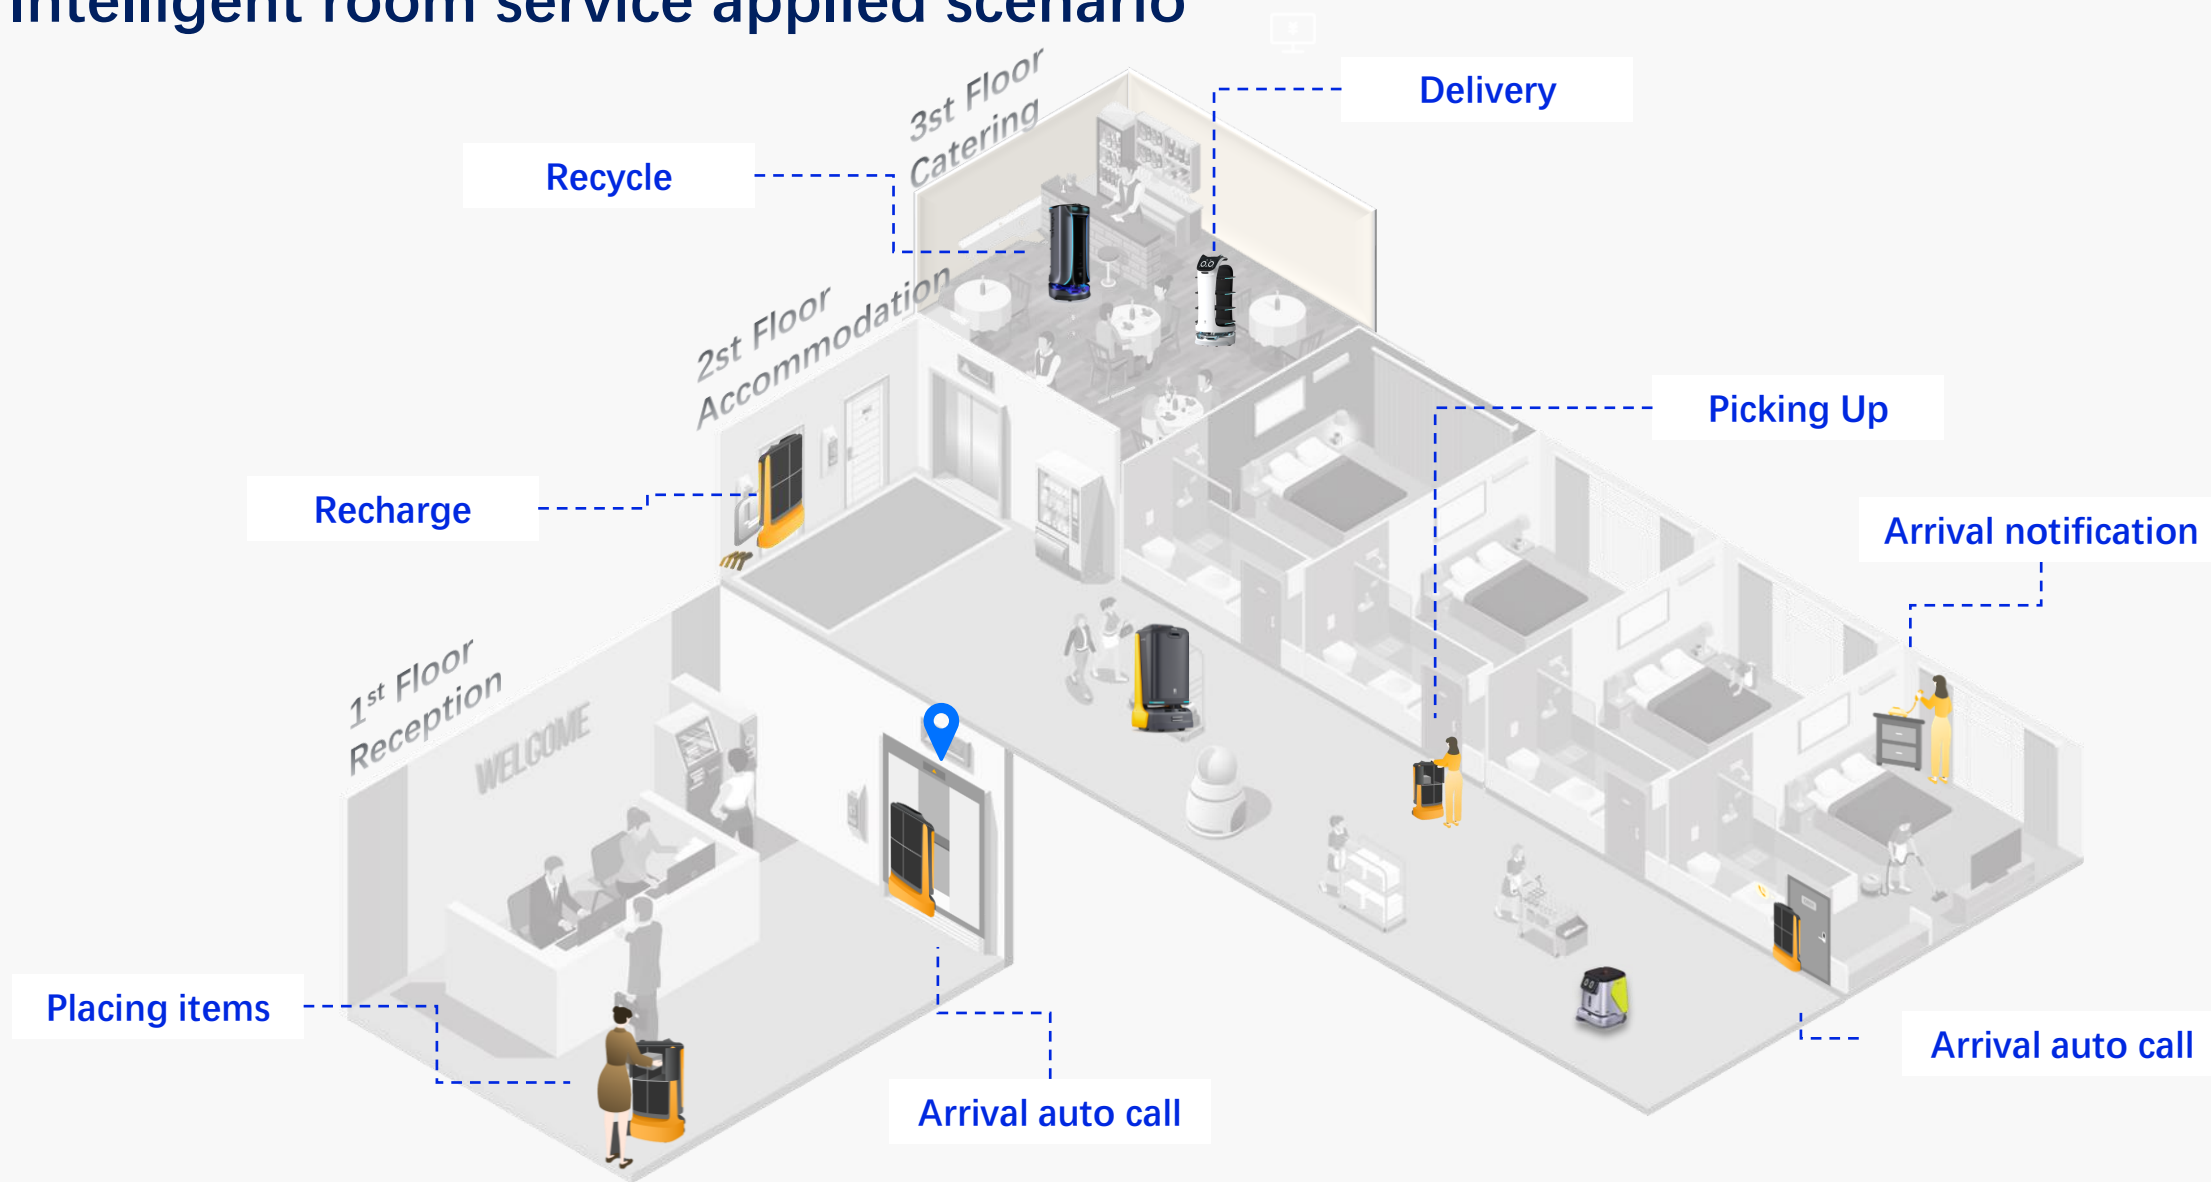 Intelligent room service applied scenario
3st Floor
Catering
Delivery
Recycle
2st Floor
Accommodation
Picking Up
Recharge
Arrival notification
1st Floor
Reception
WELCOME
Placing items
Arrival auto call
Arrival auto call